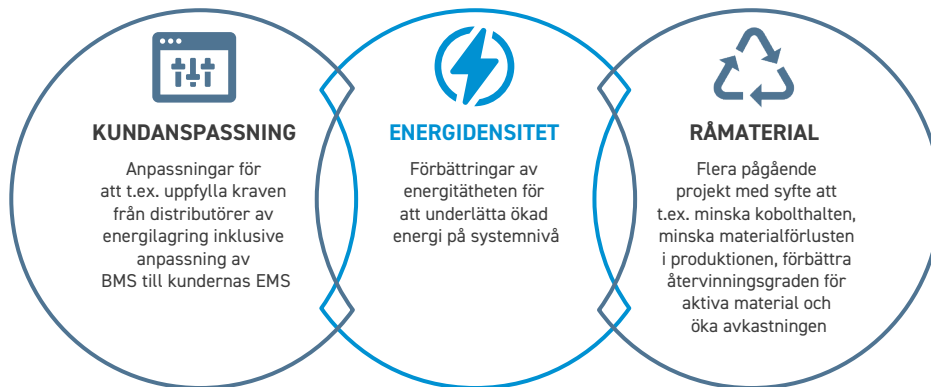 KUNDANSPASSNING
Anpassningar för
att t.ex. uppfylla kraven
från distributörer av
energilagring inklusive
anpassning av
BMS till kundernas EMS
ENERGIDENSITET
Förbättringar av
energitätheten för
att underlätta ökad
energi på systemnivå
RÅMATERIAL
Flera pågående
projekt med syfte att
t.ex. minska kobolthalten,
minska materialförlusten
i produktionen, förbättra
återvinningsgraden för
aktiva material och
öka avkastningen